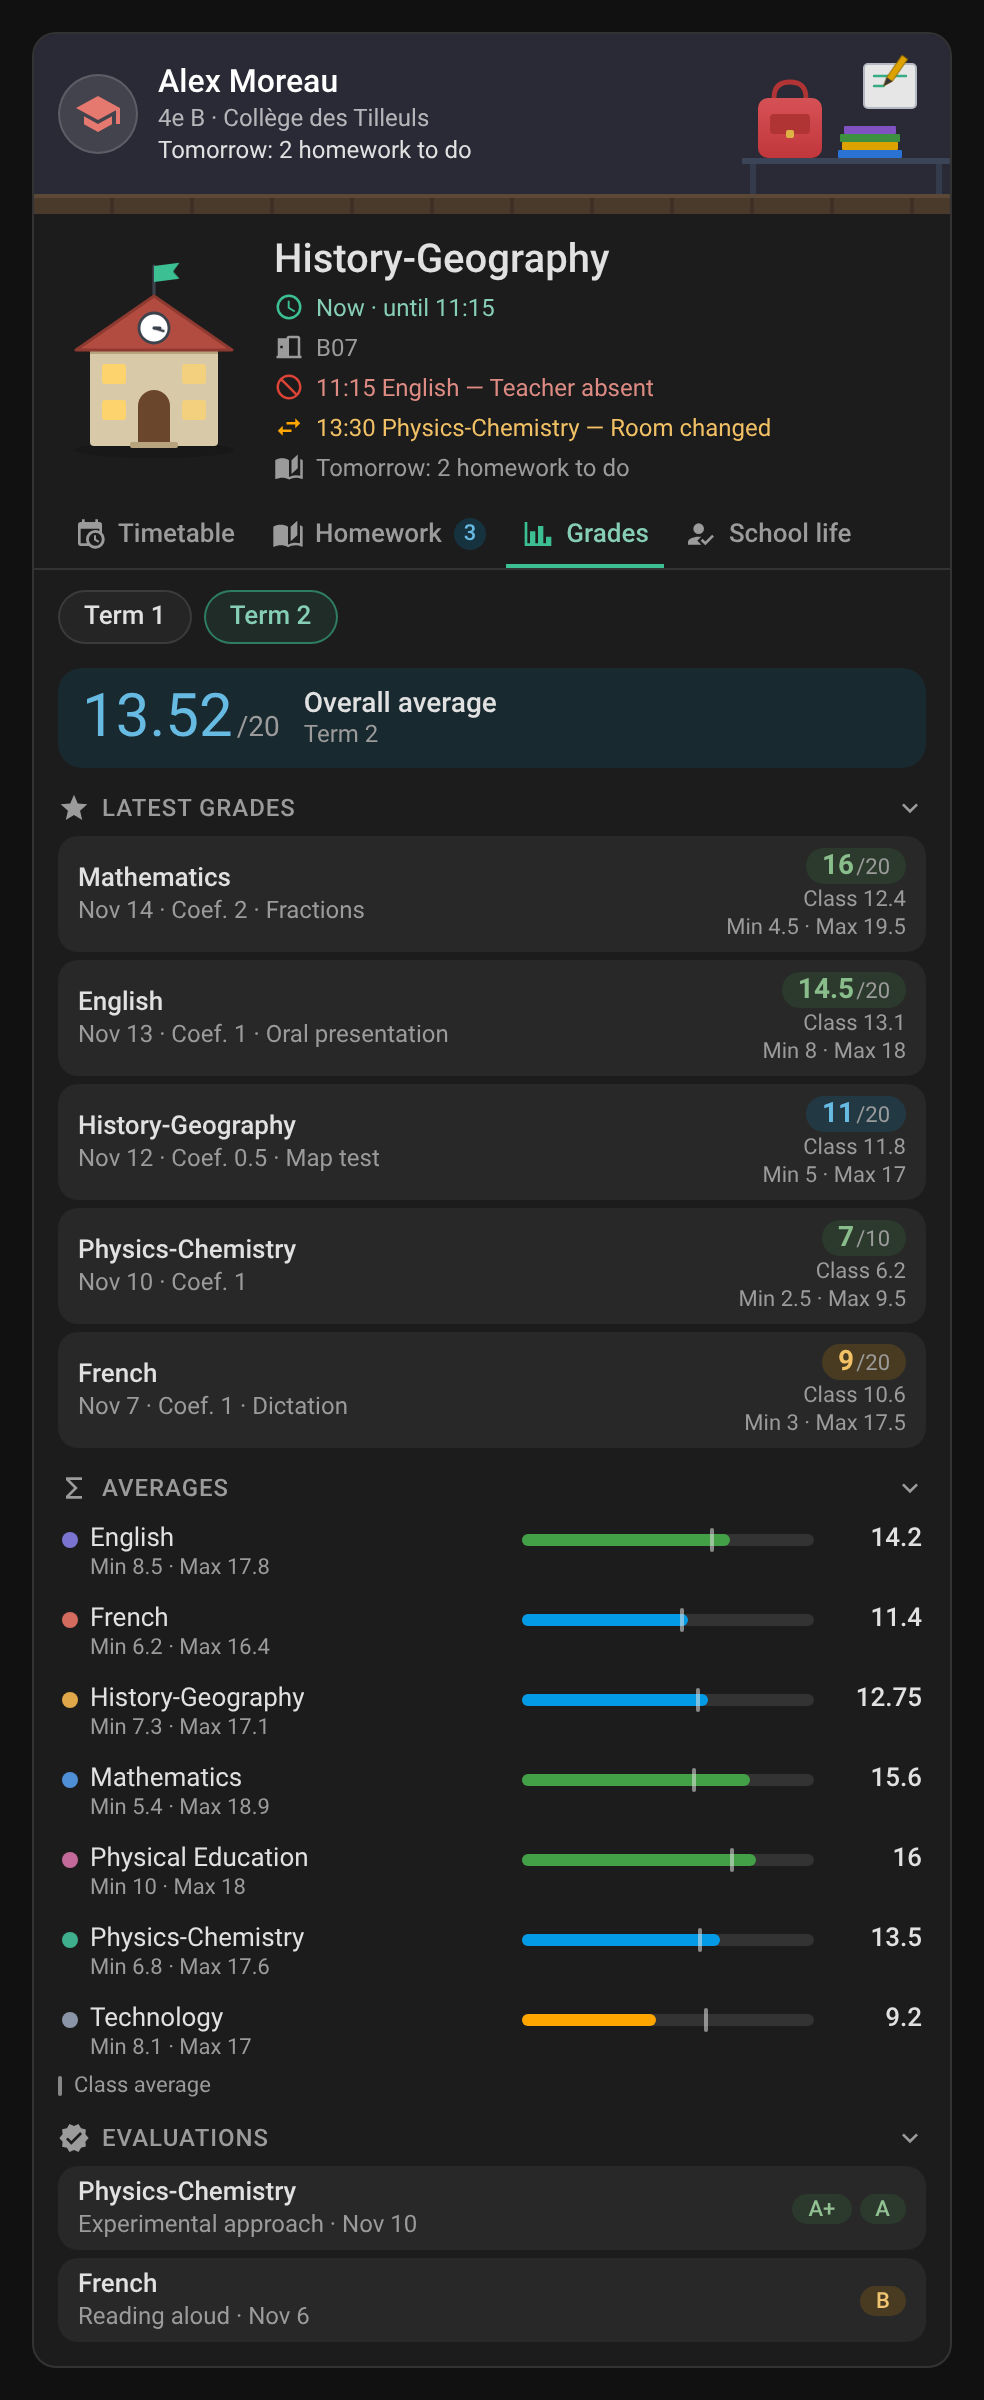 Alex Moreau
4e B · Collège des Tilleuls
Tomorrow: 2 homework to do
History-Geography
Now · until 11:15
B07
11:15 English — Teacher absent
13:30 Physics-Chemistry — Room changed
Tomorrow: 2 homework to do
Timetable Homework 3 Grades School life
Term 1 Term 2
13.52/20 Overall average
Term 2
LATEST GRADES
Mathematics 16/20
Nov 14 · Coef. 2 · Fractions Class 12.4
Min 4.5 · Max 19.5
English 14.5/20
Nov 13 · Coef. 1 · Oral presentation Class 13.1
Min 8 · Max 18
History-Geography 11/20
Nov 12 · Coef. 0.5 · Map test Class 11.8
Min 5 · Max 17
Physics-Chemistry 7/10
Nov 10 · Coef. 1 Class 6.2
Min 2.5 · Max 9.5
French 9/20
Nov 7 · Coef. 1 · Dictation Class 10.6
Min 3 · Max 17.5
AVERAGES
English 14.2
Min 8.5 · Max 17.8
French 11.4
Min 6.2 · Max 16.4
History-Geography 12.75
Min 7.3 · Max 17.1
Mathematics 15.6
Min 5.4 · Max 18.9
Physical Education 16
Min 10 · Max 18
Physics-Chemistry 13.5
Min 6.8 · Max 17.6
Technology 9.2
Min 8.1 · Max 17
Class average
EVALUATIONS
Physics-Chemistry A+ A
Experimental approach · Nov 10
French B
Reading aloud · Nov 6